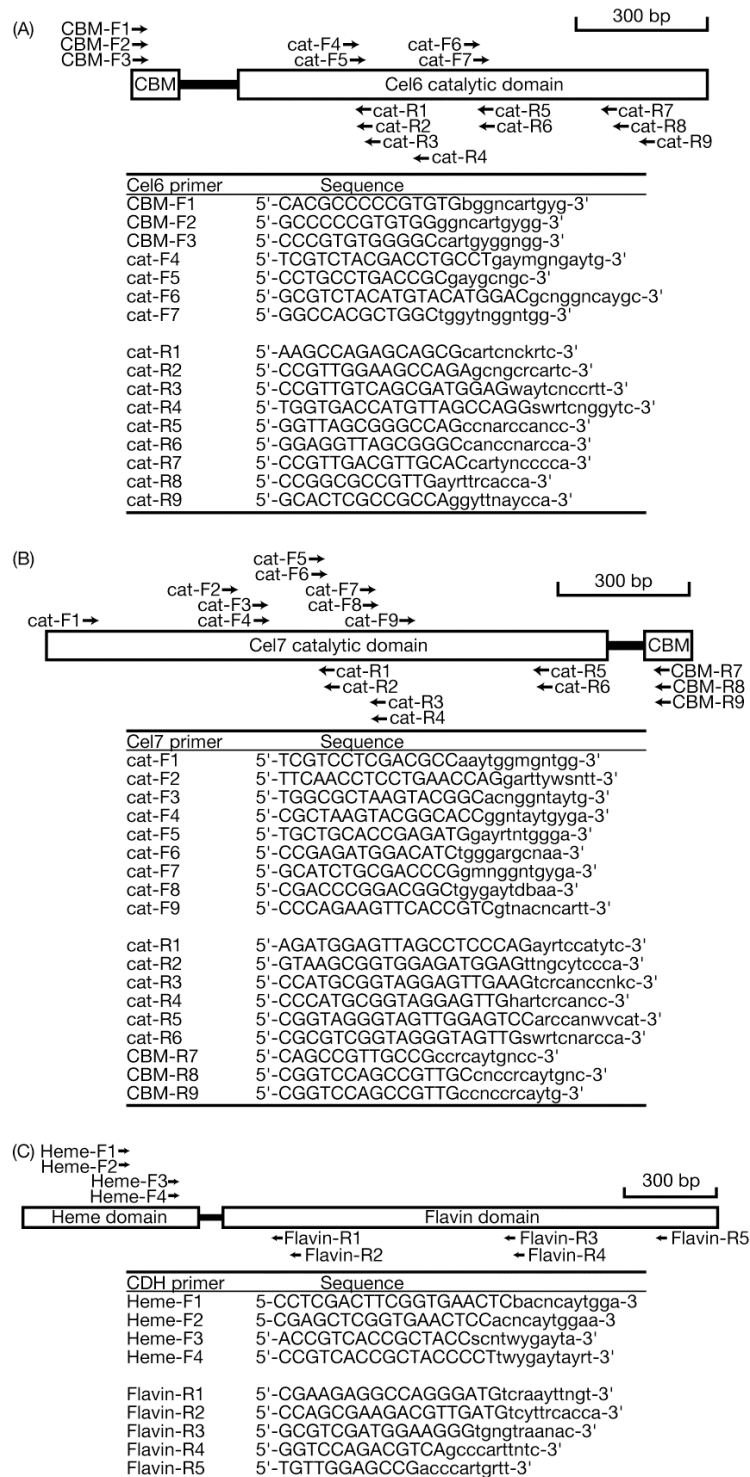 (A)
300 bp
CBM-F1
CBM-F2
CBM-F3
cat-F4
cat-F5
cat-F6
cat-F7
CBM
Cel6 catalytic domain
cat-R1
cat-R2
cat-R3
cat-R4
cat-R5
cat-R6
cat-R7
cat-R8
cat-R9
Cel6 primer Sequence
CBM-F1 5'-CACGCCCCCGTGTGbggncartgyg-3'
CBM-F2 5'-GCCCCCGTGTGGggncartgygg-3'
CBM-F3 5'-CCCGTGTGGGGCcartgyggngg-3'
cat-F4 5'-TCGTCTACGACCTGCCTgaymgngaytg-3'
cat-F5 5'-CCTGCCTGACCGCgaygcngc-3'
cat-F6 5'-GCGTCTACATGTACATGGACgcnggncaygc-3'
cat-F7 5'-GGCCACGCTGGCtggytnggntgg-3'
cat-R1 5'-AAGCCAGAGCAGCGcartcnckrtc-3'
cat-R2 5'-CCGTTGGAAGCCAGAgcngcrcartc-3'
cat-R3 5'-CCGTTGTCAGCGATGGAGwaytcnccrtt-3'
cat-R4 5'-TGGTGACCATGTTAGCCAGGswrtcnggytc-3'
cat-R5 5'-GGTTAGCGGGCCAGccnarccancc-3'
cat-R6 5'-GGAGGTTAGCGGGCcanccnarcca-3'
cat-R7 5'-CCGTTGACGTTGCACcartynccccca-3'
cat-R8 5'-CCGGCGCCGTTGayrttrcacca-3'
cat-R9 5'-GCACTCGCCGCCAggyttnaycca-3'
(B)
300 bp
cat-F1
cat-F2
cat-F3
cat-F4
cat-F5
cat-F6
cat-F7
cat-F8
cat-F9
Cel7 catalytic domain
CBM
cat-R1
cat-R2
cat-R3
cat-R4
cat-R5
cat-R6
CBM-R7
CBM-R8
CBM-R9
Cel7 primer Sequence
cat-F1 5'-TCGTCCTCGACGCCaaytggmgntgg-3'
cat-F2 5'-TTCAACCTCCTGAACCAGgarttywsntt-3'
cat-F3 5'-TGGCGCTAAGTACGGCacnggntaytg-3'
cat-F4 5'-CGCTAAGTACGGCACCggntaytgyga-3'
cat-F5 5'-TGCTGCACCGAGATGgayrtntggga-3'
cat-F6 5'-CCGAGATGGACATCtgggargcnaa-3'
cat-F7 5'-GCATCTGCGACCCGgmnggntgyga-3'
cat-F8 5'-CGACCCGGACGGCtgygaytdbaa-3'
cat-F9 5'-CCCAGAAGTTCACCGTCgtnacncartt-3'
cat-R1 5'-AGATGGAGTTAGCCTCCCAGayrtccatytc-3'
cat-R2 5'-GTAAGCGGTGGAGATGGAGttngcytccca-3'
cat-R3 5'-CCATGCGGTAGGAGTTGAAGtcrcanccnkc-3'
cat-R4 5'-CCCATGCGGTAGGAGTTGhartcrcancc-3'
cat-R5 5'-CGGTAGGGTAGTTGGAGTCCarccanwvcat-3'
cat-R6 5'-CGCGTCGGTAGGGTAGTTGswrtcnarcca-3'
CBM-R7 5'-CAGCCGTTGCCGccrcaytgncc-3'
CBM-R8 5'-CGGTCCAGCCGTTGCcnccrcaytgnc-3'
CBM-R9 5'-CGGTCCAGCCGTTGccnccrcaytg-3'
(C)
300 bp
Heme-F1
Heme-F2
Heme-F3
Heme-F4
Heme domain
Flavin domain
Flavin-R1
Flavin-R2
Flavin-R3
Flavin-R4
Flavin-R5
CDH primer Sequence
Heme-F1 5-CCTCGACTTCGGTGAACTCbacncaytgga-3
Heme-F2 5-CGAGCTCGGTGAACTCCacncaytggaa-3'
Heme-F3 5'-ACCGTCACCGCTACCscntwygayta-3'
Heme-F4 5'-CCGTCACCGCTACCCCTtwygaytayrt-3'
Flavin-R1 5'-CGAAGAGGCCAGGGATGtcraayttngt-3'
Flavin-R2 5'-CCAGCGAAGACGTTGATGtcyttrcacca-3'
Flavin-R3 5'-GCGTCGATGGAAGGGtgngtraanac-3'
Flavin-R4 5'-GGTCCAGACGTCAgcccarttntc-3'
Flavin-R5 5'-TGTTGGAGCCGacccartgrtt-3'